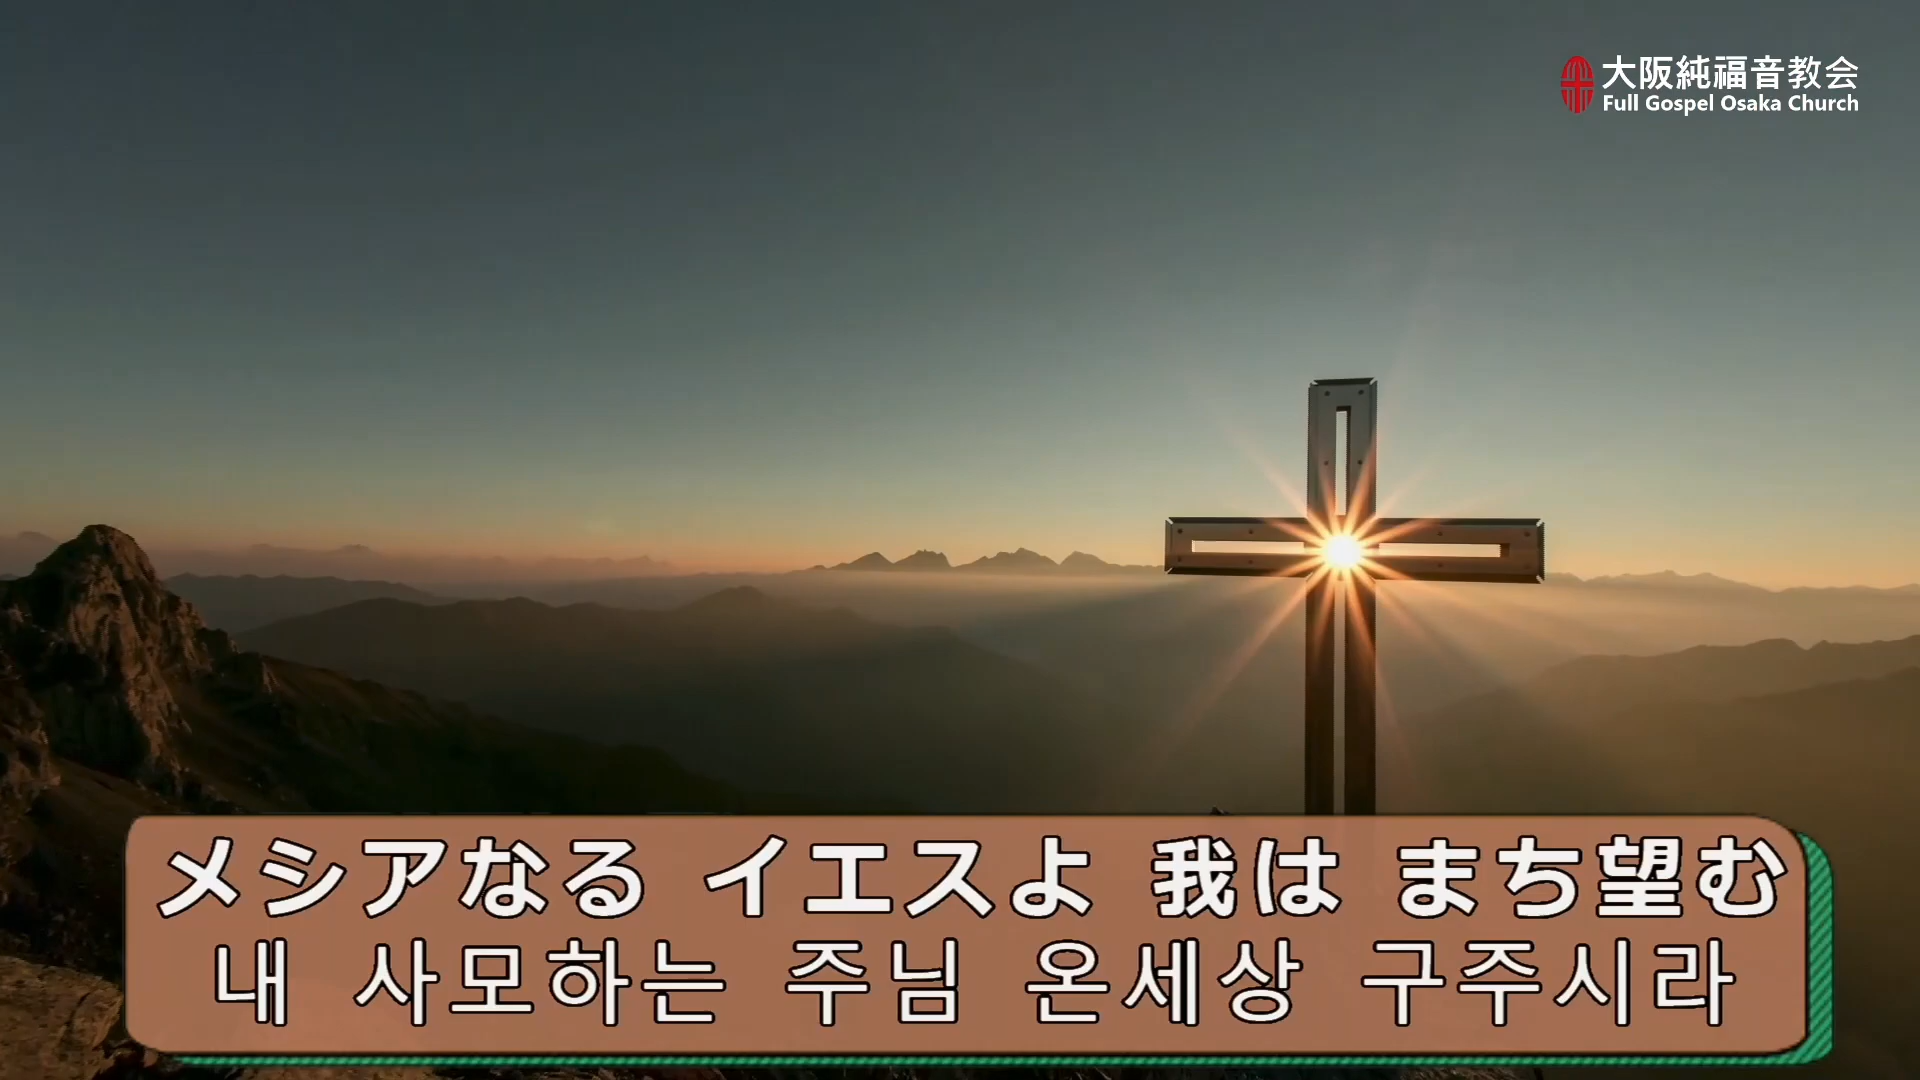 大阪純福音教会
Full Gospel Osaka Church
メシアなる イエスよ 我は まち望む
내 사모하는 주님 온세상 구주시라